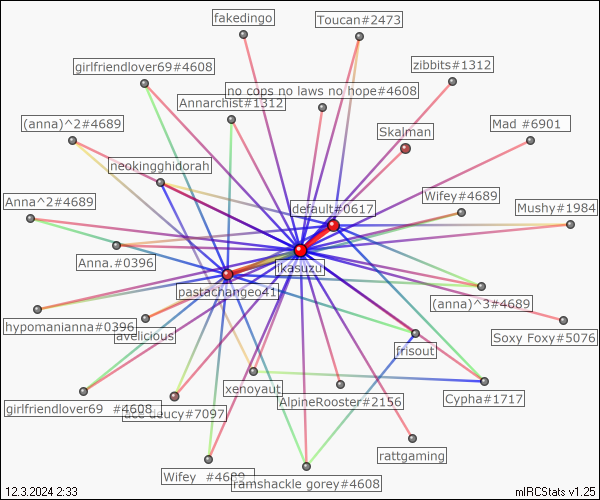 fakedingo
Toucan#2473
girlfriendlover69#4608
zibbits#1312
no cops no laws no hope#4608
Annarchist#1312
(anna)^2#4689
Skalman
Mad #6901
neokingghidorah
Anna^2#4689
default#0617
Wifey#4689
Mushy#1984
Anna.#0396
ikasuzu
pastachangeo41
(anna)^3#4689
hypomanianna#0396
avelicious
Soxy Foxy#5076
frisout
xenoyaut
girlfriendlover69 #4608
ace deucy#7097
AlpineRooster#2156
Cypha#1717
rattgaming
Wifey #4689
ramshackle gorey#4608
12.3.2024 2:33
mIRCStats v1.25